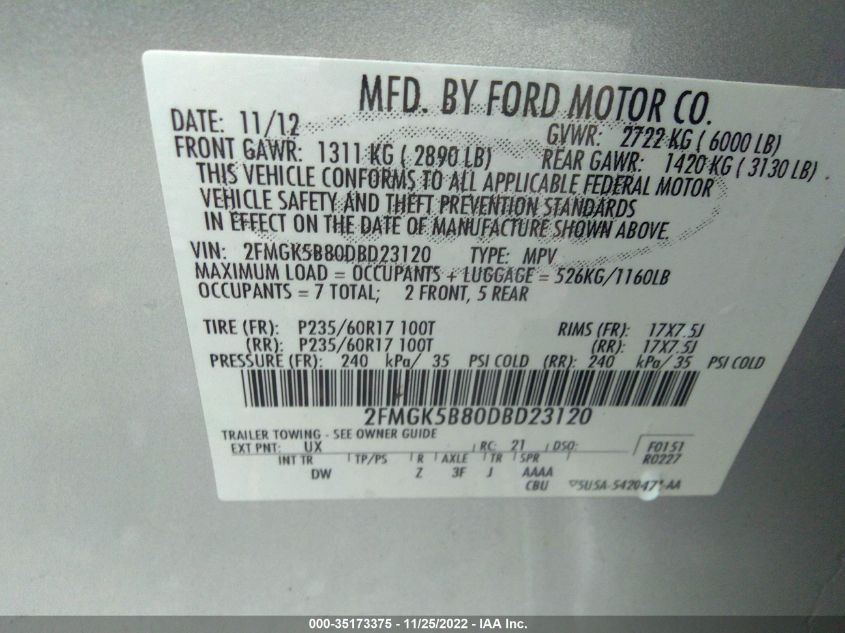 MFD. BY FORD MOTOR CO.
DATE: 11/12 GVWR: 2722 KG ( 6000 LB)
FRONT GAWR: 1311 KG ( 2890 LB) REAR GAWR: 1420 KG ( 3130 LB)
THIS VEHICLE CONFORMS TO ALL APPLICABLE FEDERAL MOTOR
VEHICLE SAFETY AND THEFT PREVENTION STANDARDS
IN EFFECT ON THE DATE OF MANUFACTURE SHOWN ABOVE.
VIN: 2FMGK5B80DBD23120 TYPE: MPV
MAXIMUM LOAD = OCCUPANTS + LUGGAGE = 526KG/1160LB
OCCUPANTS = 7 TOTAL; 2 FRONT, 5 REAR
TIRE (FR): P235/60R17 100T RIMS (FR): 17X7.5J
(RR): P235/60R17 100T (RR): 17X7.5J
PRESSURE (FR): 240 kPa/ 35 PSI COLD (RR): 240 kPa/ 35 PSI COLD
2FMGK5B80DBD23120
TRAILER TOWING - SEE OWNER GUIDE
EXT PNT: UX RC: 21 DSO: F0151
R0227
INT TR TP/PS R AXLE TR SPR
DW Z 3F J AAAA
CBU
000-35173375 - 11/25/2022 - IAA Inc.